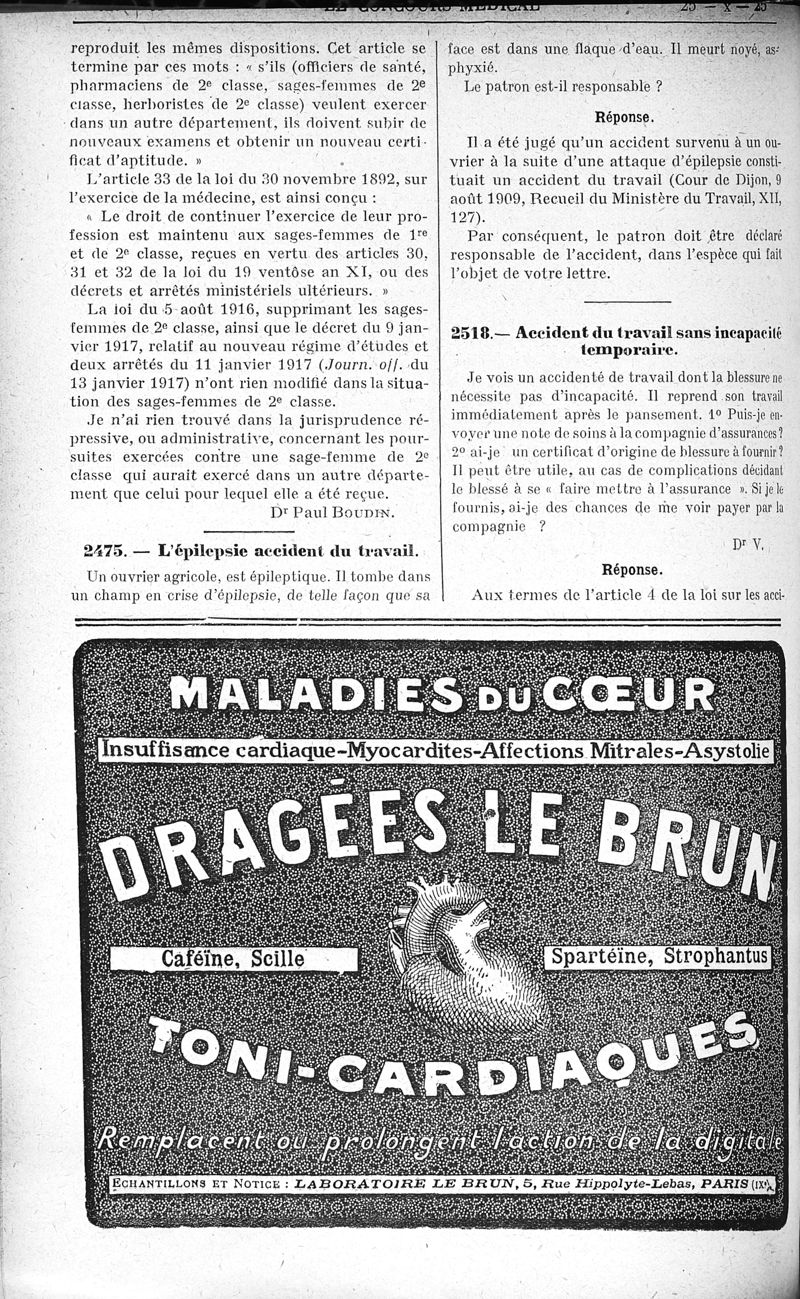 LE CONCOURS MÉDICAL
25 — X — 25
reproduit les mêmes dispositions. Cet article se
termine par ces mots : « s'ils (officiers de santé,
pharmaciens de 2e classe, sages-femmes de 2e
classe, herboristes de 2e classe) veulent exercer
dans un autre département, ils doivent subir de
nouveaux examens et obtenir un nouveau certi-
ficat d'aptitude. »
L'article 33 de la loi du 30 novembre 1892, sur
l'exercice de la médecine, est ainsi conçu :
« Le droit de continuer l'exercice de leur pro-
fession est maintenu aux sages-femmes de 1re
et de 2e classe, reçues en vertu des articles 30,
31 et 32 de la loi du 19 ventôse an XI, ou des
décrets et arrêtés ministériels ultérieurs. »
La loi du 5 août 1916, supprimant les sages-
femmes de 2e classe, ainsi que le décret du 9 jan-
vier 1917, relatif au nouveau régime d'études et
deux arrêtés du 11 janvier 1917 (Journ. off. du
13 janvier 1917) n'ont rien modifié dans la situa-
tion des sages-femmes de 2e classe.
Je n'ai rien trouvé dans la jurisprudence ré-
pressive, ou administrative, concernant les pour-
suites exercées contre une sage-femme de 2e
classe qui aurait exercé dans un autre départe-
ment que celui pour lequel elle a été reçue.
Dr Paul BOUDIN.
2475. — L'épilepsie accident du travail.
Un ouvrier agricole, est épileptique. Il tombe dans
un champ en crise d'épilepsie, de telle façon que sa
face est dans une flaque d'eau. Il meurt noyé, as-
phyxié.
Le patron est-il responsable ?
Réponse.
Il a été jugé qu'un accident survenu à un ou-
vrier à la suite d'une attaque d'épilepsie consti-
tuait un accident du travail (Cour de Dijon, 9
août 1909, Recueil du Ministère du Travail, XII,
127).
Par conséquent, le patron doit être déclaré
responsable de l'accident, dans l'espèce qui fait
l'objet de votre lettre.
2518.— Accident du travail sans incapacité
temporaire.
Je vois un accidenté de travail dont la blessure ne
nécessite pas d'incapacité. Il reprend son travail
immédiatement après le pansement. 1o Puis-je en-
voyer une note de soins à la compagnie d'assurances ?
2o ai-je un certificat d'origine de blessure à fournir ?
Il peut être utile, au cas de complications décidant
le blessé à se « faire mettre à l'assurance ». Si je le
fournis, ai-je des chances de me voir payer par la
compagnie ?
Dr V.
Réponse.
Aux termes de l'article 4 de la loi sur les acci-
MALADIES DU CŒUR
Insuffisance cardiaque-Myocardites-Affections Mitrales-Asystolie
DRAGÉES LE BRUN
Caféïne, Scille
Spartéïne, Strophantus
TONI-CARDIAQUES
Remplacent ou prolongent l'action de la digitale
ECHANTILLONS ET NOTICE : LABORATOIRE LE BRUN, 5, Rue Hippolyte-Lebas, PARIS (IXe).